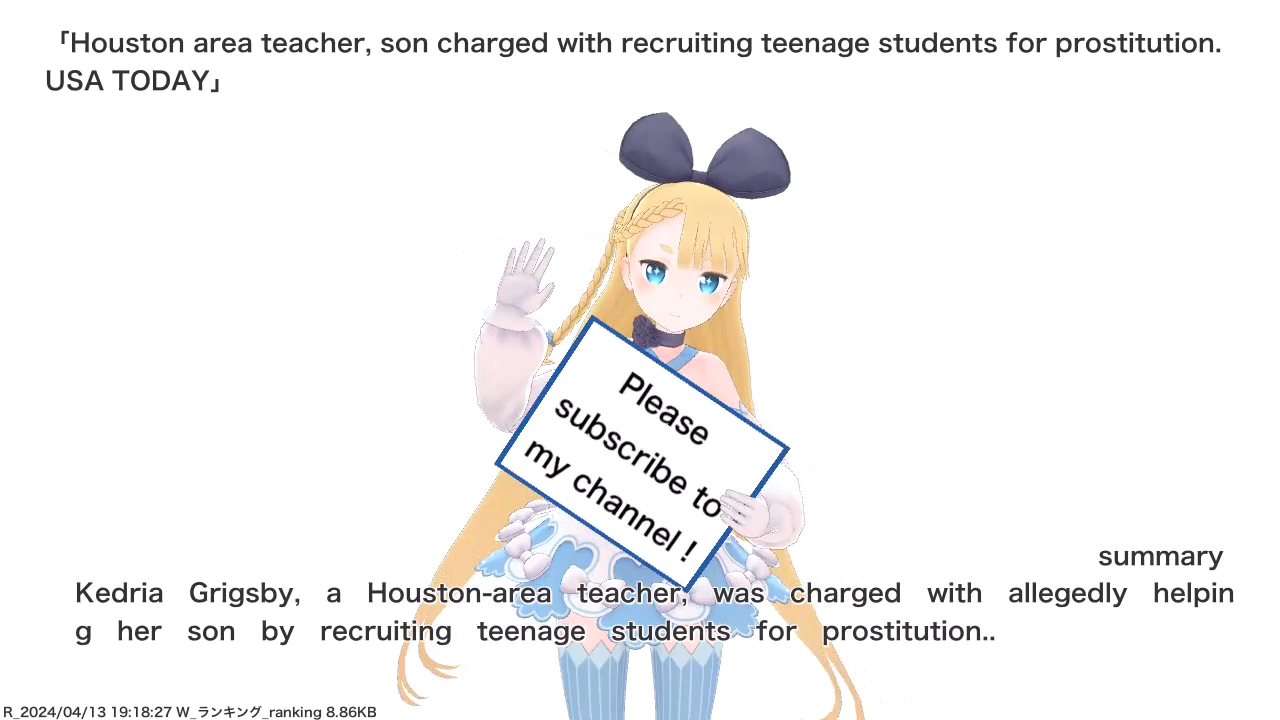 「Houston area teacher, son charged with recruiting teenage students for prostitution.
USA TODAY」
Please
subscribe to
my channel !
summary
Kedria Grigsby, a Houston-area teacher, was charged with allegedly helpin
g her son by recruiting teenage students for prostitution..
R_2024/04/13 19:18:27 W_ランキング_ranking 8.86KB